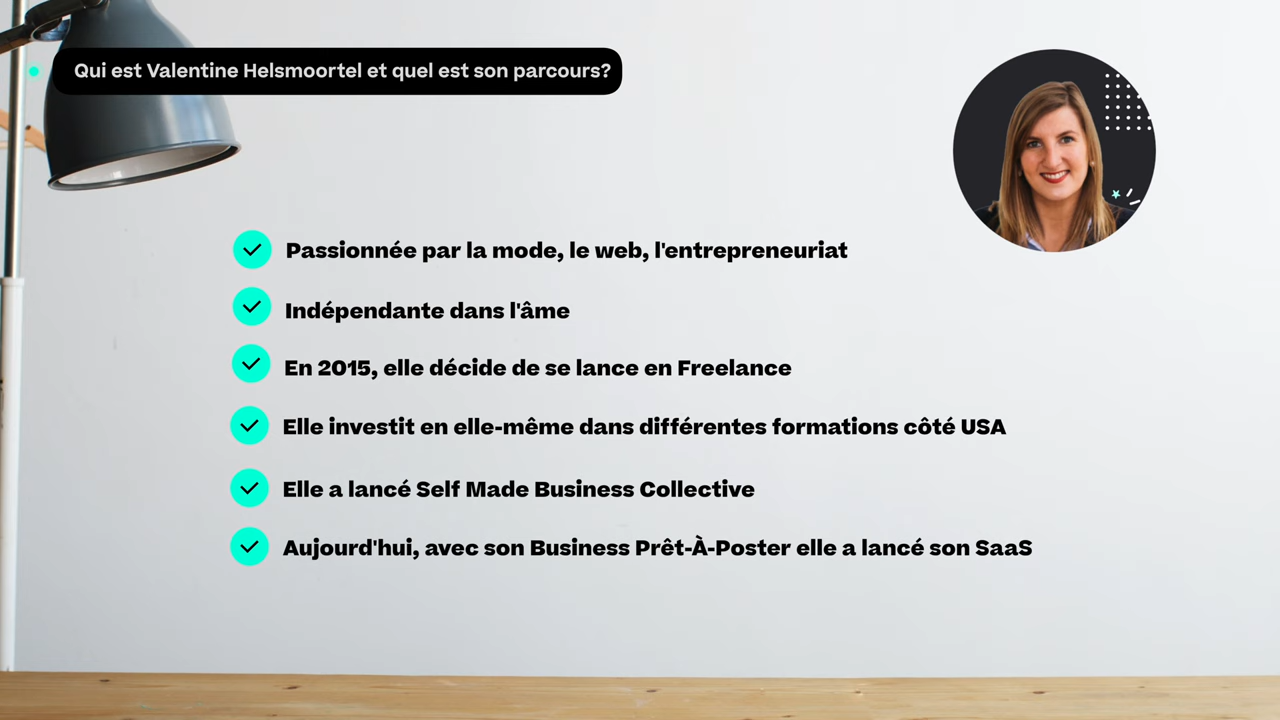 Qui est Valentine Helsmoortel et quel est son parcours?
Passionnée par la mode, le web, l'entrepreneuriat
Indépendante dans l'âme
En 2015, elle décide de se lance en Freelance
Elle investit en elle-même dans différentes formations côté USA
Elle a lancé Self Made Business Collective
Aujourd'hui, avec son Business Prêt-À-Poster elle a lancé son SaaS